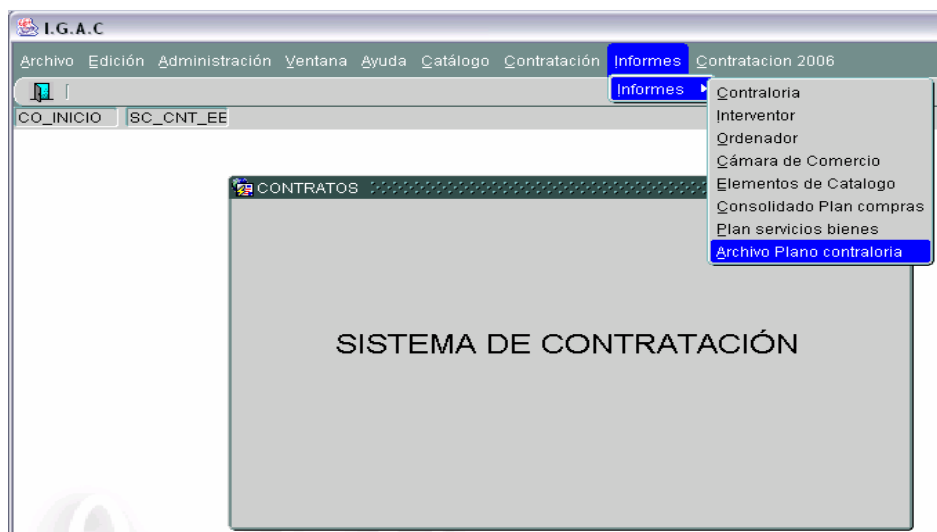 I.G.A.C
Archivo Edición Administración Ventana Ayuda Catálogo Contratación Informes Contratacion 2006
Informes
Contraloria
Interventor
Ordenador
Cámara de Comercio
Elementos de Catalogo
Consolidado Plan compras
Plan servicios bienes
Archivo Plano contraloria
CO_INICIO SC_CNT_EE
CONTRATOS
SISTEMA DE CONTRATACIÓN